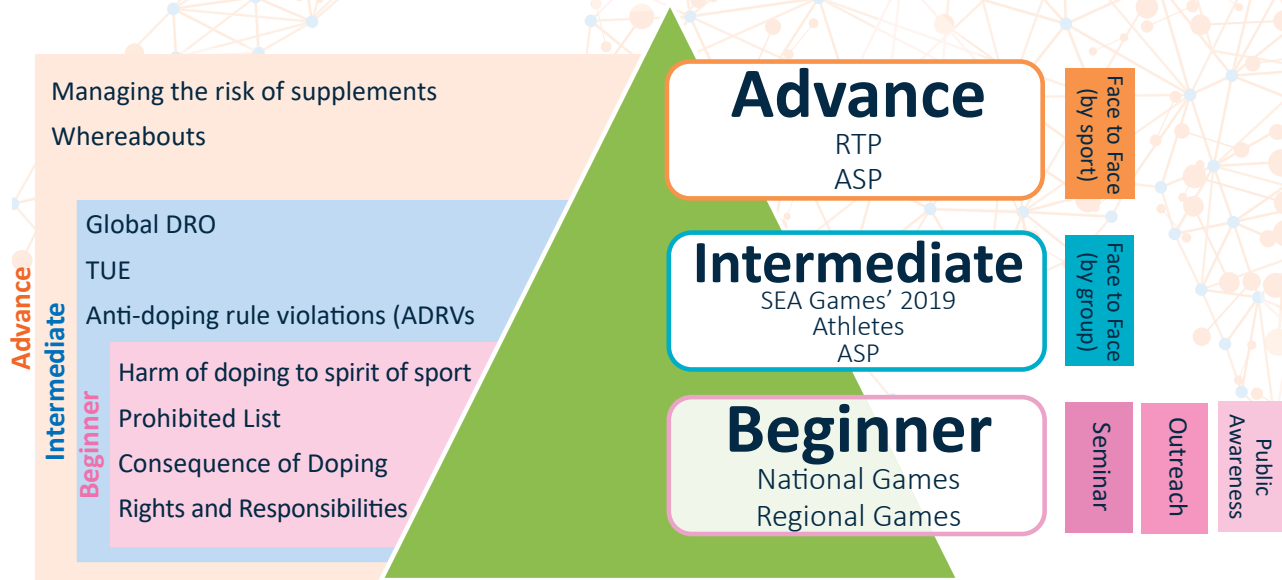 Managing the risk of supplements
Whereabouts
Global DRO
TUE
Anti-doping rule violations (ADRVs
Harm of doping to spirit of sport
Prohibited List
Consequence of Doping
Rights and Responsibilities
Advance
Intermediate
Beginner
Advance
RTP
ASP
Face to Face
(by sport)
Intermediate
SEA Games’ 2019
Athletes
ASP
Face to Face
(by group)
Beginner
National Games
Regional Games
Seminar
Outreach
Public
Awareness